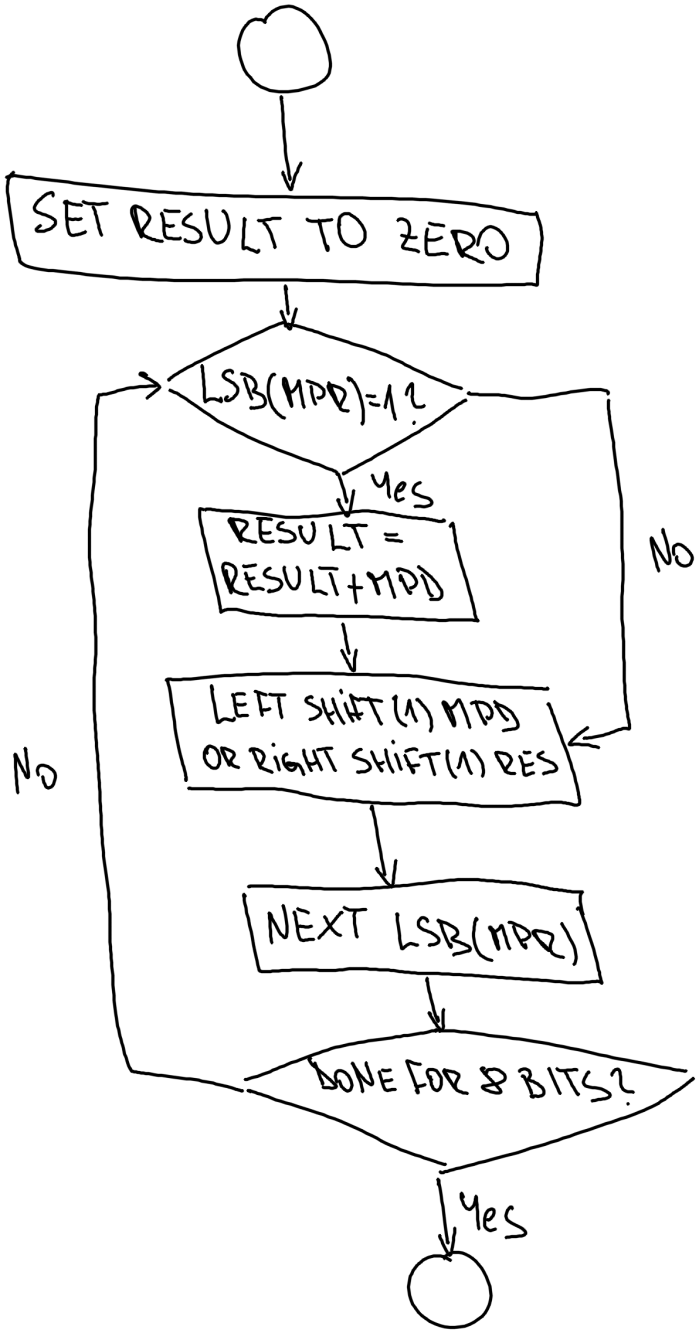 SET RESULT TO ZERO
LSB(MPR)=1?
Yes
RESULT =
RESULT+MPD
No
LEFT SHiFT(1) MPD
OR RiGHT SHiFT(1) RES
No
NEXT LSB(MPR)
DONE FOR 8 BITS?
Yes